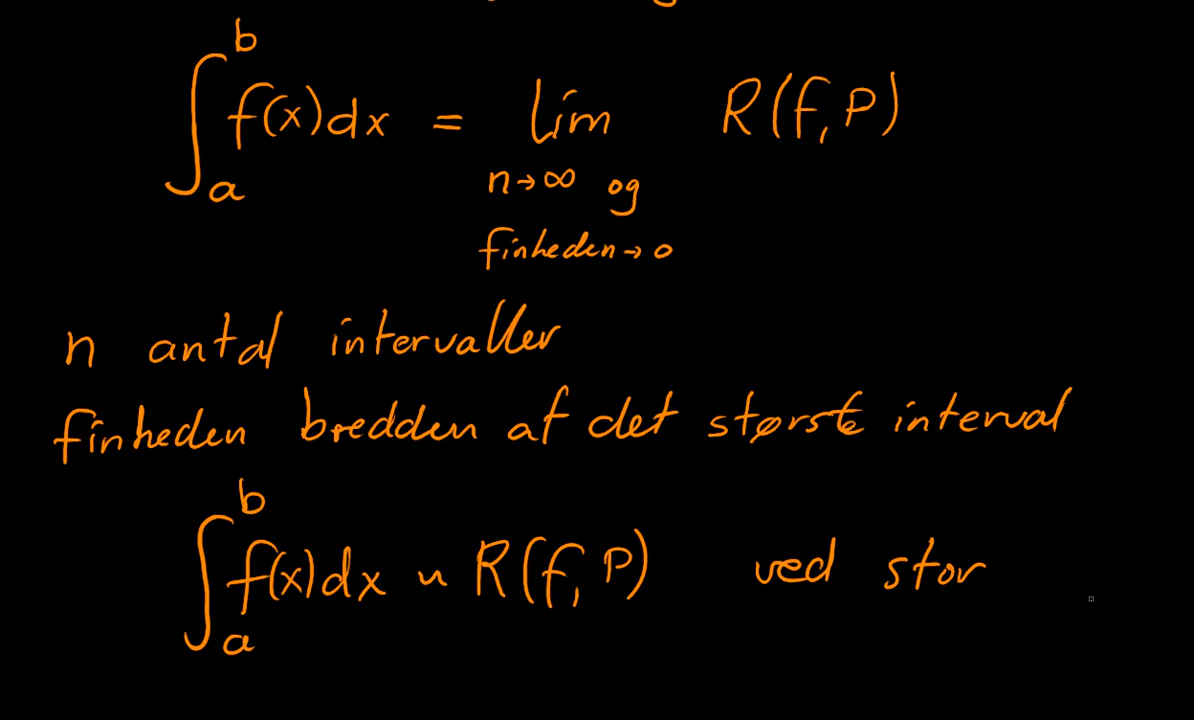 ∫_a^b f(x)dx = lim R(f,P)
n→∞ og
finheden→0
n antal intervaller
finheden bredden af det største interval
∫_a^b f(x)dx ~ R(f,P) ved stor